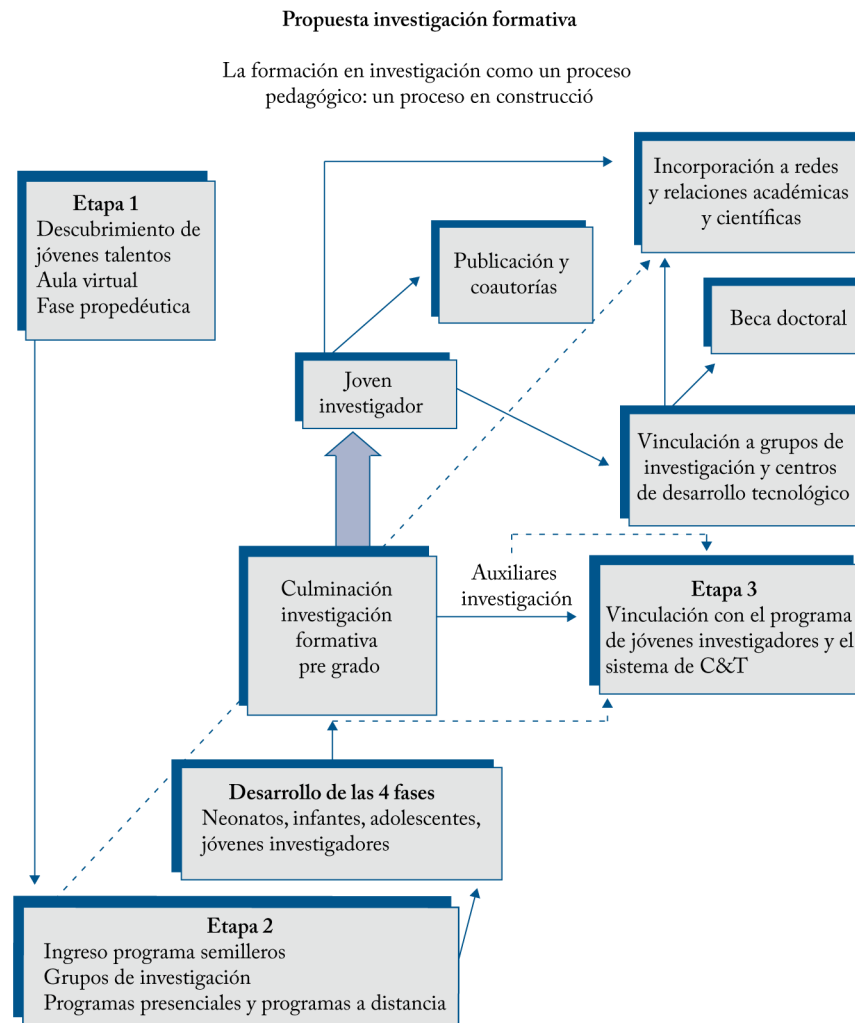 Propuesta investigación formativa
La formación en investigación como un proceso
pedagógico: un proceso en construcció
Etapa 1
Descubrimiento de
jóvenes talentos
Aula virtual
Fase propedéutica
Incorporación a redes
y relaciones académicas
y científicas
Publicación y
coautorías
Beca doctoral
Joven
investigador
Vinculación a grupos de
investigación y centros
de desarrollo tecnológico
Culminación
investigación
formativa
pre grado
Auxiliares
investigación
Etapa 3
Vinculación con el programa
de jóvenes investigadores y el
sistema de C&T
Desarrollo de las 4 fases
Neonatos, infantes, adolescentes,
jóvenes investigadores
Etapa 2
Ingreso programa semilleros
Grupos de investigación
Programas presenciales y programas a distancia